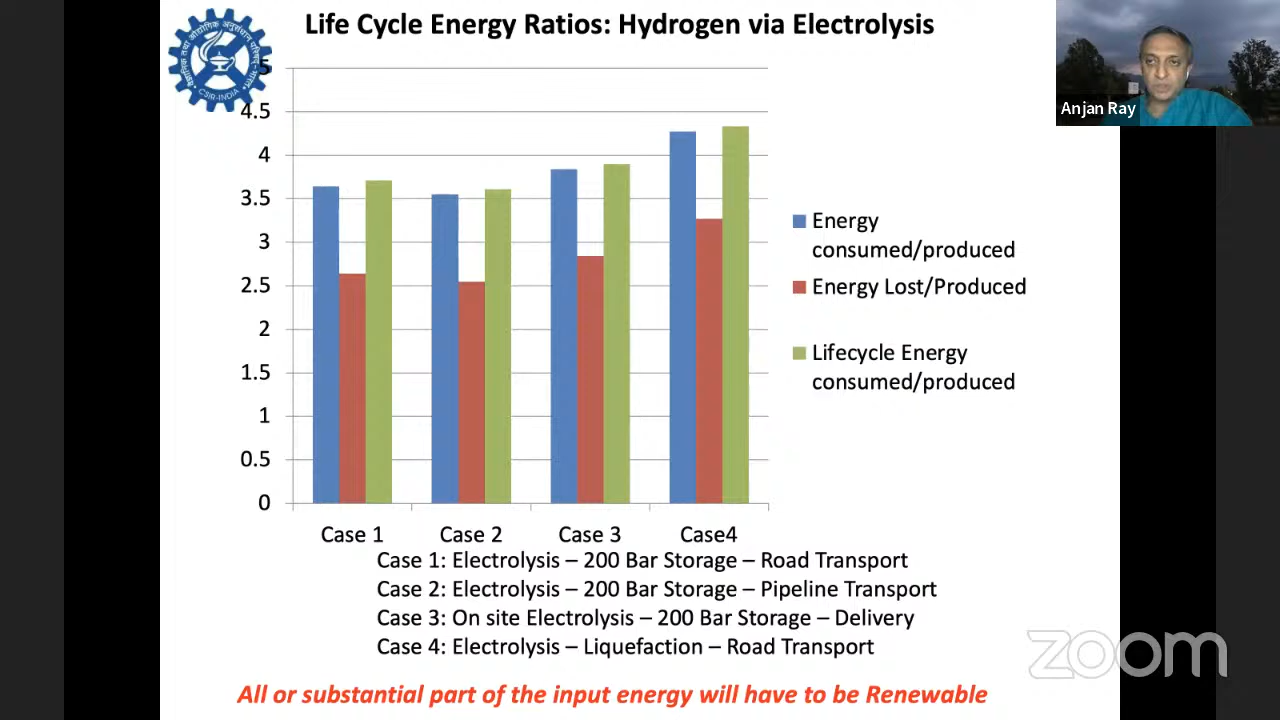 Life Cycle Energy Ratios: Hydrogen via Electrolysis
CSIR-INDIA
Anjan Ray
5
4.5
4
3.5
3
2.5
2
1.5
1
0.5
0
Case 1
Case 2
Case 3
Case4
Energy
consumed/produced
Energy Lost/Produced
Lifecycle Energy
consumed/produced
Case 1: Electrolysis – 200 Bar Storage – Road Transport
Case 2: Electrolysis – 200 Bar Storage – Pipeline Transport
Case 3: On site Electrolysis – 200 Bar Storage – Delivery
Case 4: Electrolysis – Liquefaction – Road Transport
All or substantial part of the input energy will have to be Renewable
zoom